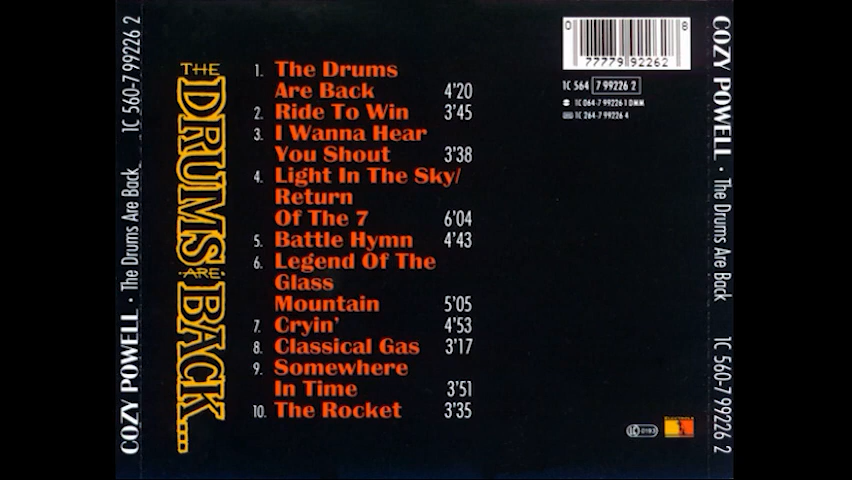 COZY POWELL • The Drums Are Back 1C 560-7 99226 2
THE
DRUMS
·ARE·
BACK...
1. The Drums
Are Back 4'20
2. Ride To Win 3'45
3. I Wanna Hear
You Shout 3'38
4. Light In The Sky/
Return
Of The 7 6'04
5. Battle Hymn 4'43
6. Legend Of The
Glass
Mountain 5'05
7. Cryin' 4'53
8. Classical Gas 3'17
9. Somewhere
In Time 3'51
10. The Rocket 3'35
0 77779 92262 8
1C 564 7 99226 2
1C 064-7 99226 1 DMM
1C 264-7 99226 4
LC 0193
COZY POWELL • The Drums Are Back 1C 560-7 99226 2